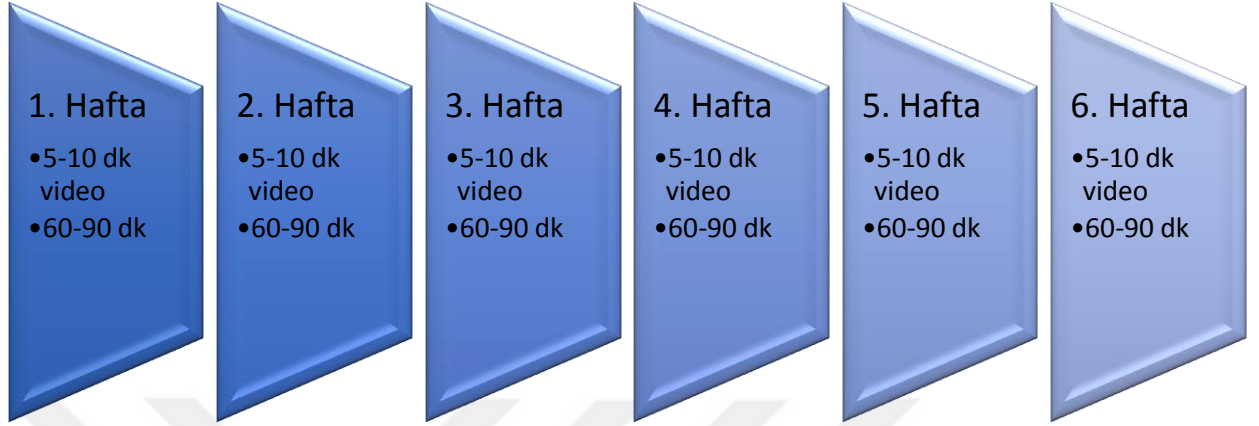 1. Hafta
•5-10 dk
video
•60-90 dk
2. Hafta
•5-10 dk
video
•60-90 dk
3. Hafta
•5-10 dk
video
•60-90 dk
4. Hafta
•5-10 dk
video
•60-90 dk
5. Hafta
•5-10 dk
video
•60-90 dk
6. Hafta
•5-10 dk
video
•60-90 dk